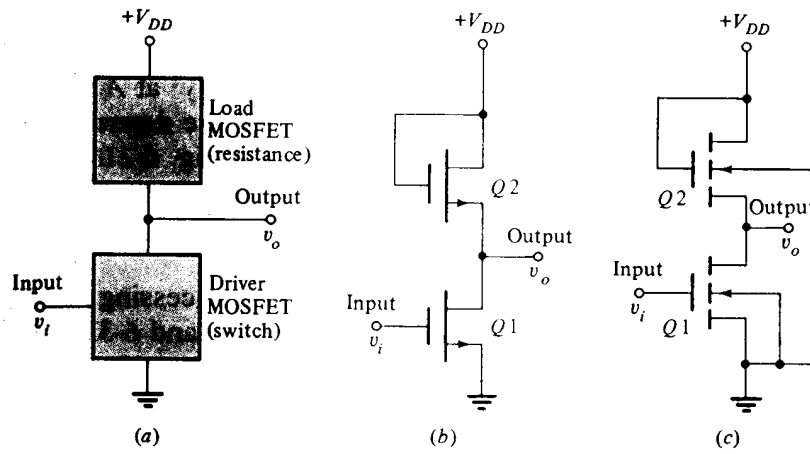 +V_DD
Load
MOSFET
(resistance)
Output
v_o
Input
v_i
Driver
MOSFET
(switch)
(a)
+V_DD
Q2
Output
v_o
Input
v_i
Q1
(b)
+V_DD
Q2
Output
v_o
Input
v_i
Q1
(c)